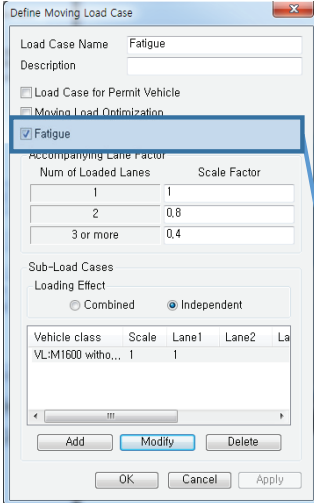 Define Moving Load Case
Load Case Name Fatigue
Description
Load Case for Permit Vehicle
Moving Load Optimization
Fatigue
Accompanying Lane Factor
Num of Loaded Lanes Scale Factor
1 1
2 0,8
3 or more 0,4
Sub-Load Cases
Loading Effect
Combined Independent
Vehicle class Scale Lane1 Lane2 La
VL:M1600 witho... 1 1
Add Modify Delete
OK Cancel Apply